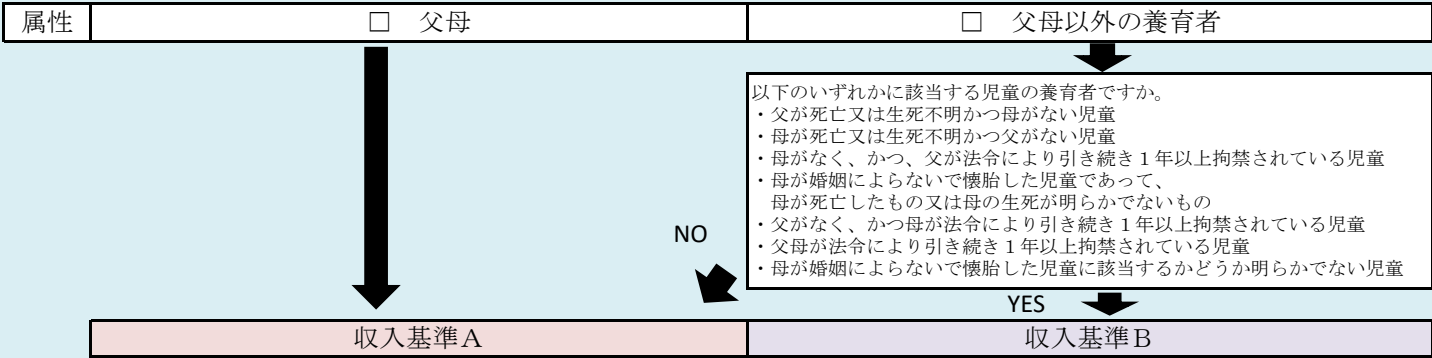 属性
□ 父母
□ 父母以外の養育者
以下のいずれかに該当する児童の養育者ですか。
・父が死亡又は生死不明かつ母がない児童
・母が死亡又は生死不明かつ父がない児童
・母がなく、かつ、父が法令により引き続き１年以上拘禁されている児童
・母が婚姻によらないで懐胎した児童であって、
母が死亡したもの又は母の生死が明らかでないもの
・父がなく、かつ母が法令により引き続き１年以上拘禁されている児童
・父母が法令により引き続き１年以上拘禁されている児童
・母が婚姻によらないで懐胎した児童に該当するかどうか明らかでない児童
NO
YES
収入基準Ａ
収入基準Ｂ